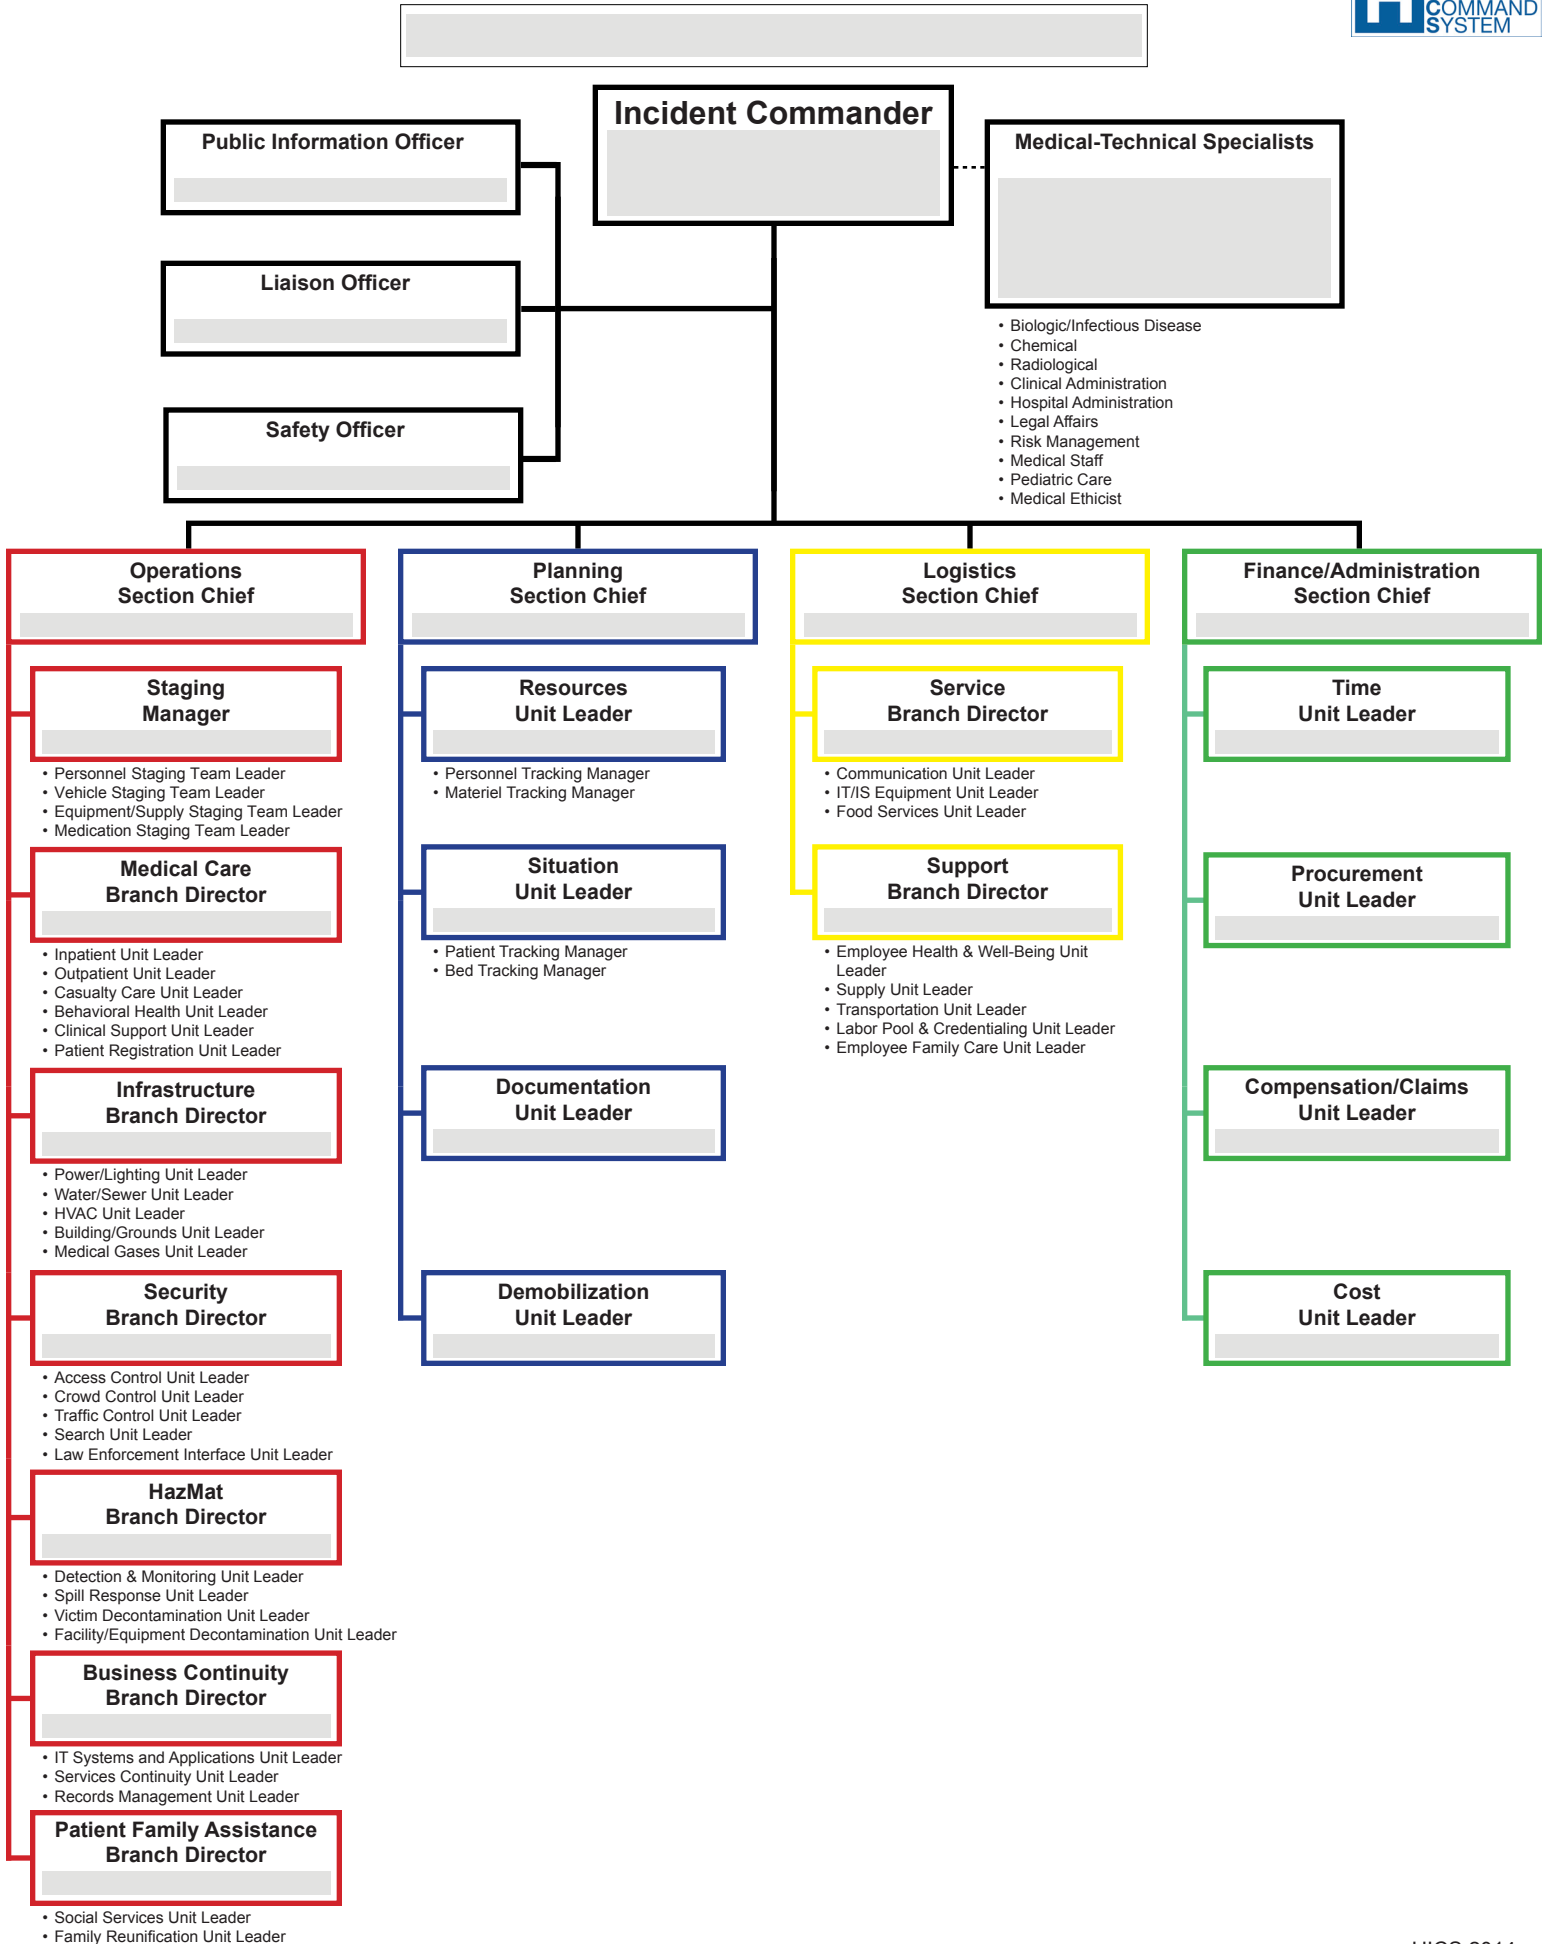 COMMAND
SYSTEM
Incident Commander
Public Information Officer
Medical-Technical Specialists
Liaison Officer
• Biologic/Infectious Disease
• Chemical
• Radiological
• Clinical Administration
• Hospital Administration
• Legal Affairs
• Risk Management
• Medical Staff
• Pediatric Care
• Medical Ethicist
Safety Officer
Operations
Section Chief
Planning
Section Chief
Logistics
Section Chief
Finance/Administration
Section Chief
Staging
Manager
• Personnel Staging Team Leader
• Vehicle Staging Team Leader
• Equipment/Supply Staging Team Leader
• Medication Staging Team Leader
Medical Care
Branch Director
• Inpatient Unit Leader
• Outpatient Unit Leader
• Casualty Care Unit Leader
• Behavioral Health Unit Leader
• Clinical Support Unit Leader
• Patient Registration Unit Leader
Infrastructure
Branch Director
• Power/Lighting Unit Leader
• Water/Sewer Unit Leader
• HVAC Unit Leader
• Building/Grounds Unit Leader
• Medical Gases Unit Leader
Security
Branch Director
• Access Control Unit Leader
• Crowd Control Unit Leader
• Traffic Control Unit Leader
• Search Unit Leader
• Law Enforcement Interface Unit Leader
HazMat
Branch Director
• Detection & Monitoring Unit Leader
• Spill Response Unit Leader
• Victim Decontamination Unit Leader
• Facility/Equipment Decontamination Unit Leader
Business Continuity
Branch Director
• IT Systems and Applications Unit Leader
• Services Continuity Unit Leader
• Records Management Unit Leader
Patient Family Assistance
Branch Director
• Social Services Unit Leader
• Family Reunification Unit Leader
Resources
Unit Leader
• Personnel Tracking Manager
• Materiel Tracking Manager
Situation
Unit Leader
• Patient Tracking Manager
• Bed Tracking Manager
Documentation
Unit Leader
Demobilization
Unit Leader
Service
Branch Director
• Communication Unit Leader
• IT/IS Equipment Unit Leader
• Food Services Unit Leader
Support
Branch Director
• Employee Health & Well-Being Unit
Leader
• Supply Unit Leader
• Transportation Unit Leader
• Labor Pool & Credentialing Unit Leader
• Employee Family Care Unit Leader
Time
Unit Leader
Procurement
Unit Leader
Compensation/Claims
Unit Leader
Cost
Unit Leader